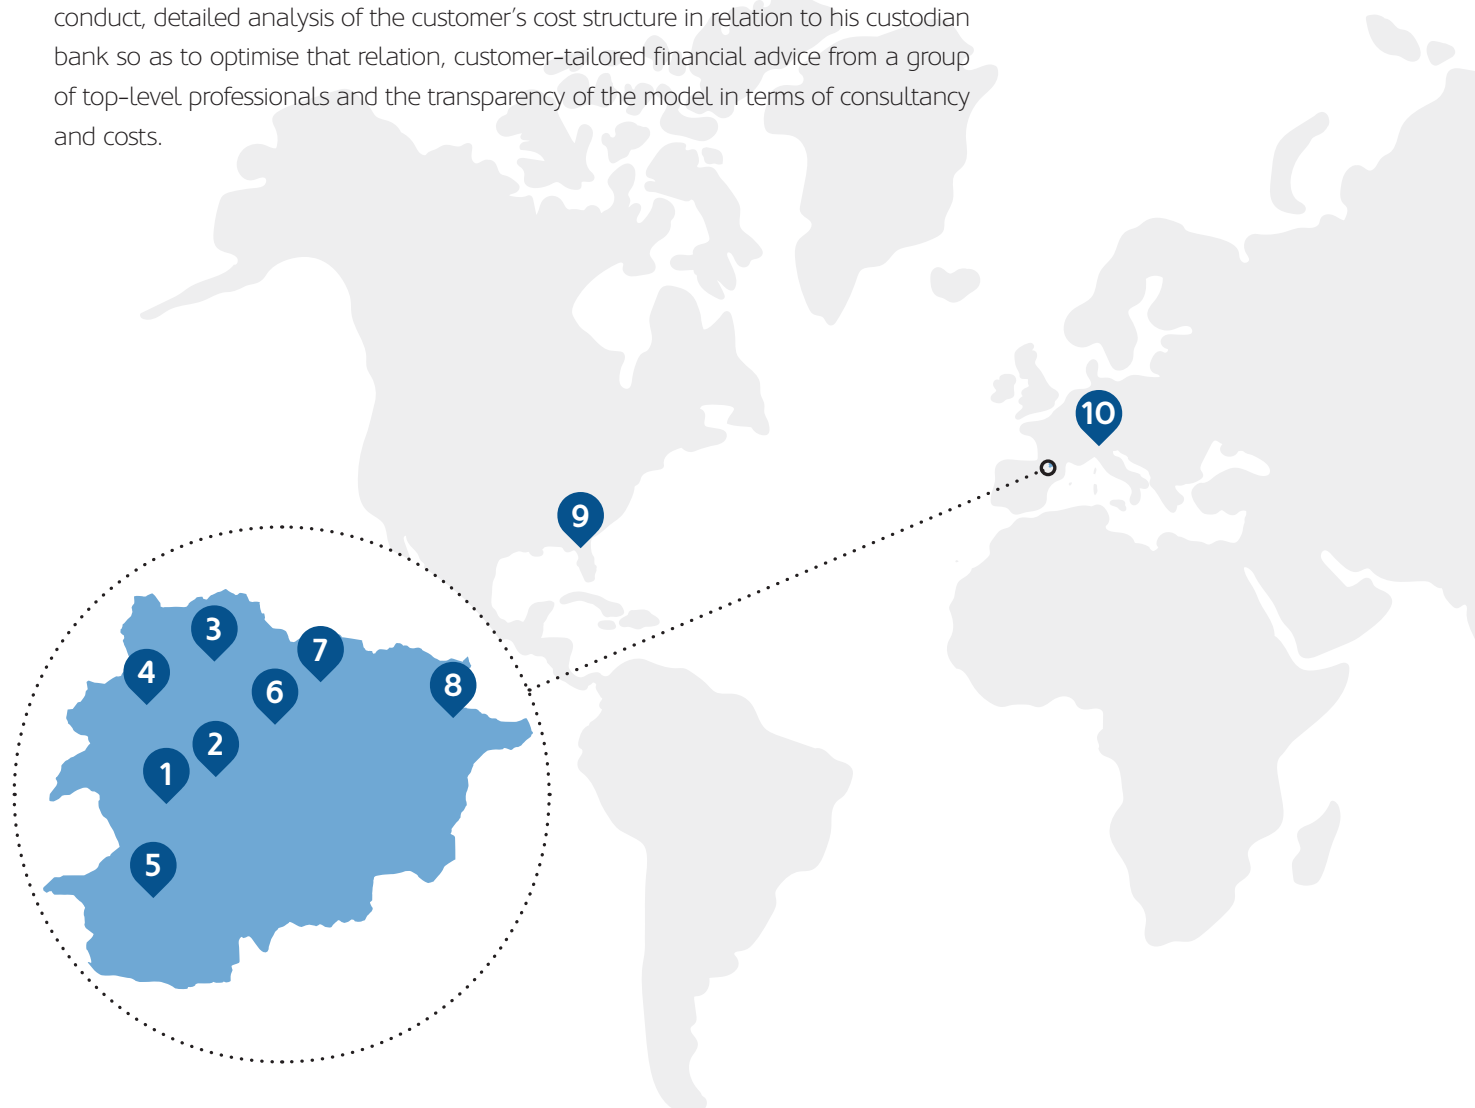 conduct, detailed analysis of the customer’s cost structure in relation to his custodian
bank so as to optimise that relation, customer-tailored financial advice from a group
of top-level professionals and the transparency of the model in terms of consultancy
and costs.
10
9
3
7
4
8
6
2
1
5